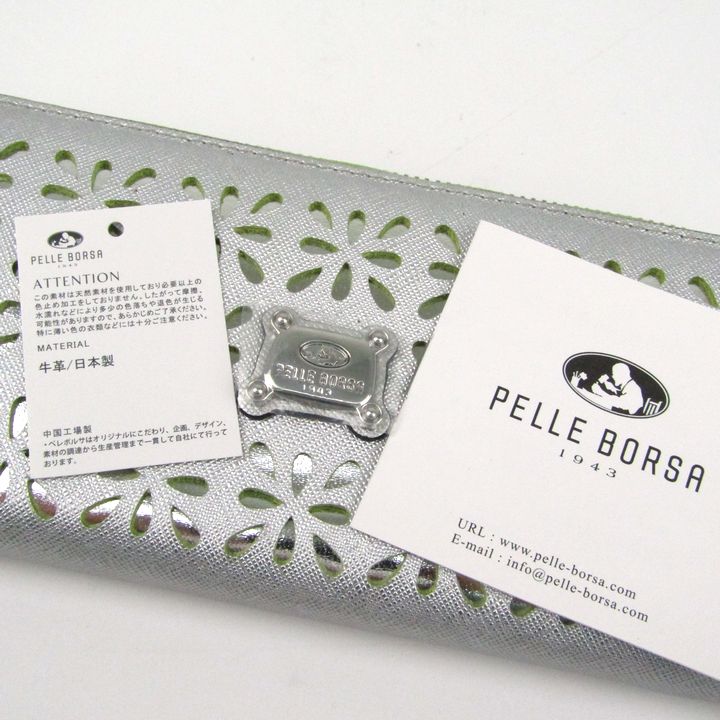 PELLE BORSA
1943
ATTENTION
この素材は天然素材を使用しており必要以上の
色止め加工をしておりません。したがって摩擦、
水濡れなどにより多少の色落ちや退色が生じる
可能性がありますので、あらかじめご了承ください。
特に薄い色の衣類などには十分ご注意ください。
MATERIAL
牛革/日本製
中国工場製
・ペレボルサはオリジナルにこだわり、企画、デザイン、
素材の調達から生産管理まで一貫して自社にて行って
おります。
PELLE BORSA
1943
PELLE BORSA
1943
URL : www.pelle-borsa.com
E-mail : info@pelle-borsa.com